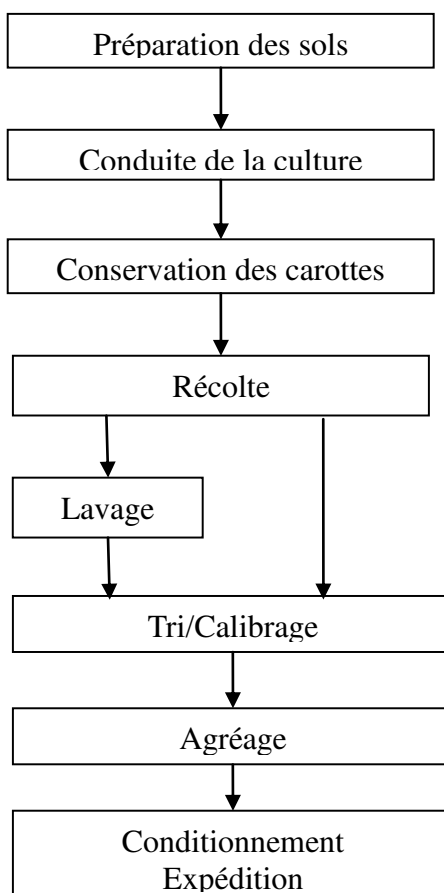 Préparation des sols
Conduite de la culture
Conservation des carottes
Récolte
Lavage
Tri/Calibrage
Agréage
Conditionnement
Expédition